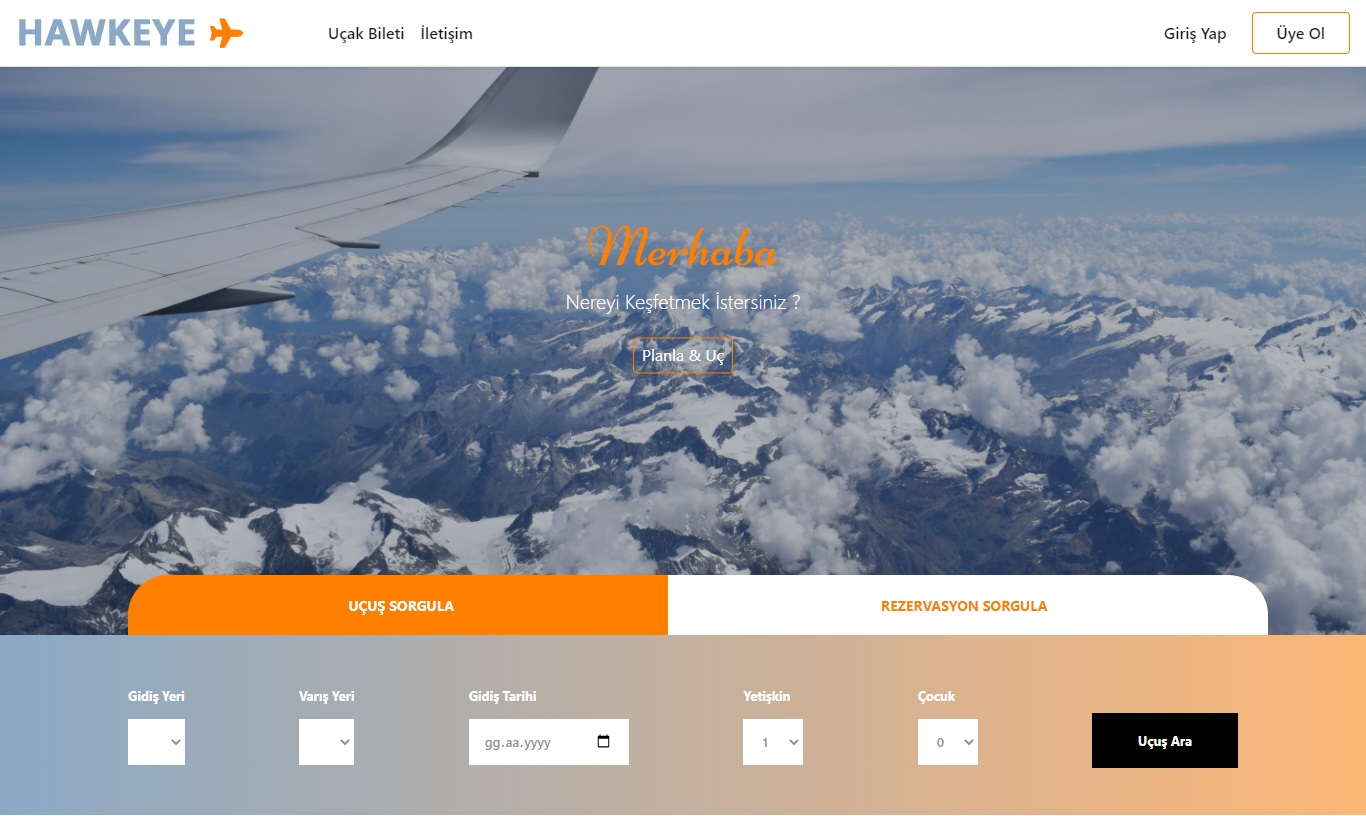 HAWKEYE
Uçak Bileti İletişim
Giriş Yap
Üye Ol
Merhaba
Nereyi Keşfetmek İstersiniz ?
Planla & Uç
UÇUŞ SORGULA
REZERVASYON SORGULA
Gidiş Yeri
Varış Yeri
Gidiş Tarihi
gg.aa.yyyy
Yetişkin
1
Çocuk
0
Uçuş Ara